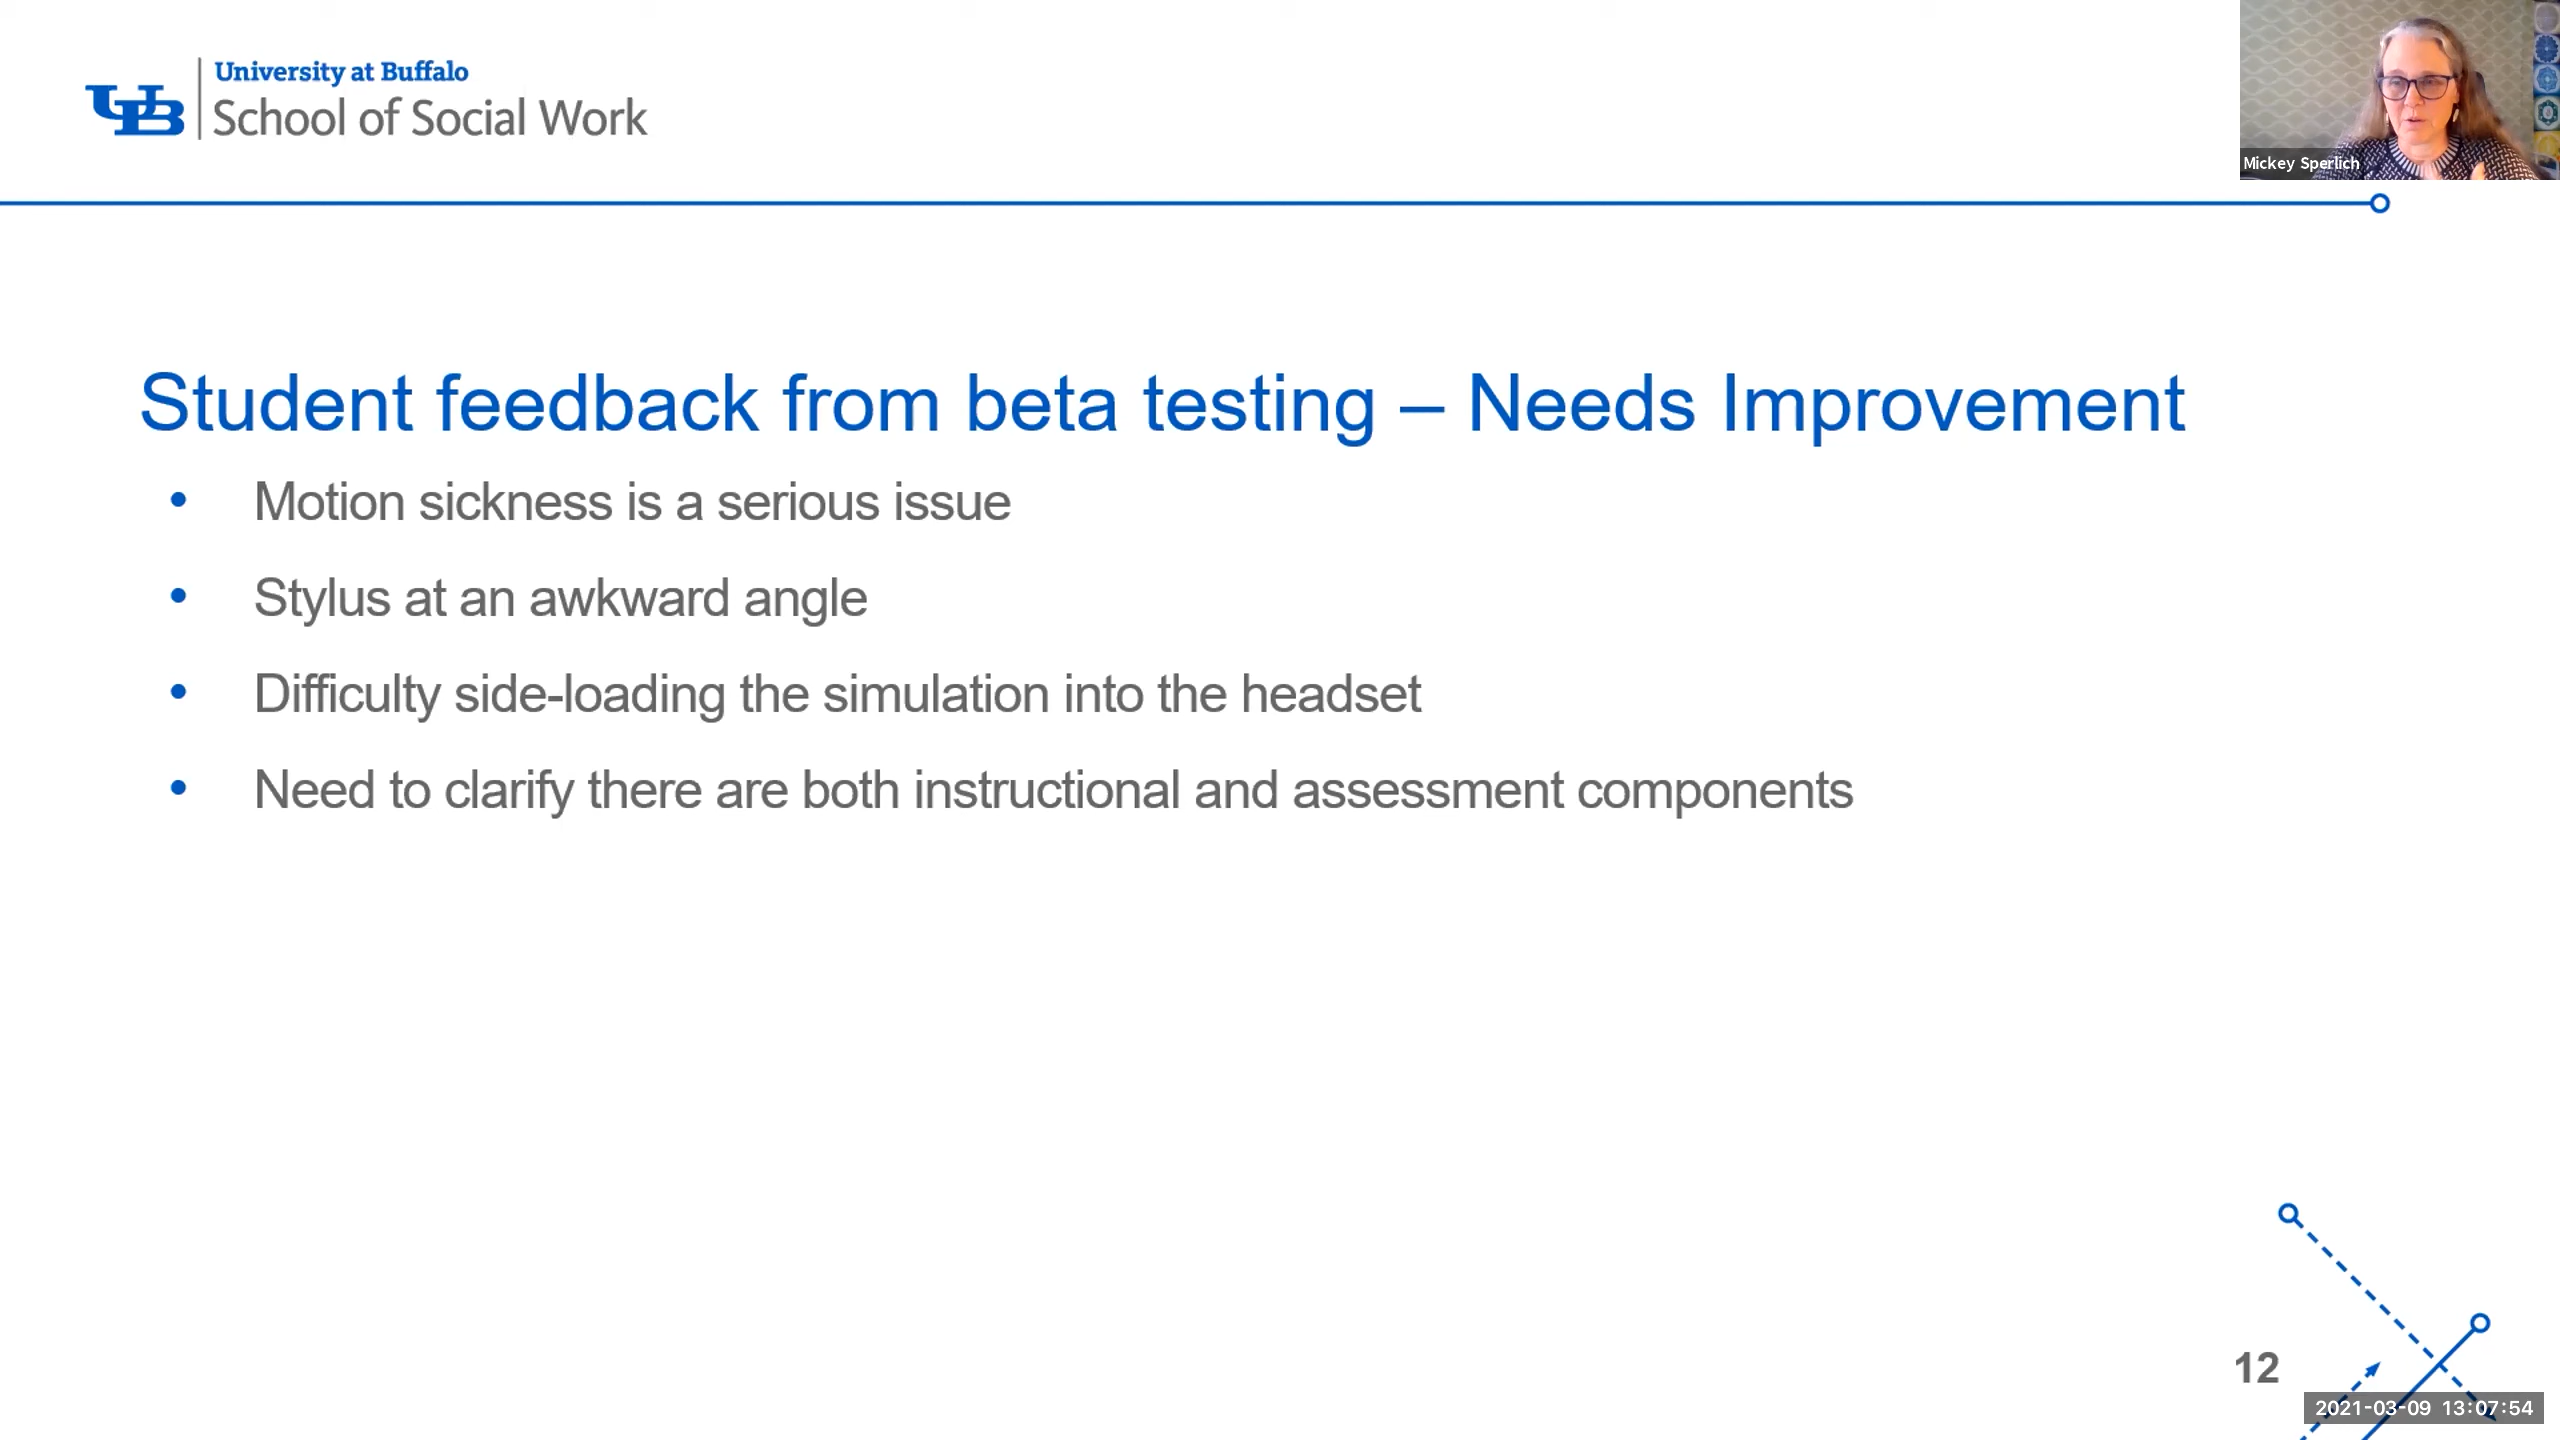 University at Buffalo
School of Social Work
Mickey Sperlich
Student feedback from beta testing – Needs Improvement
• Motion sickness is a serious issue
• Stylus at an awkward angle
• Difficulty side-loading the simulation into the headset
• Need to clarify there are both instructional and assessment components
12
2021-03-09 13:07:54